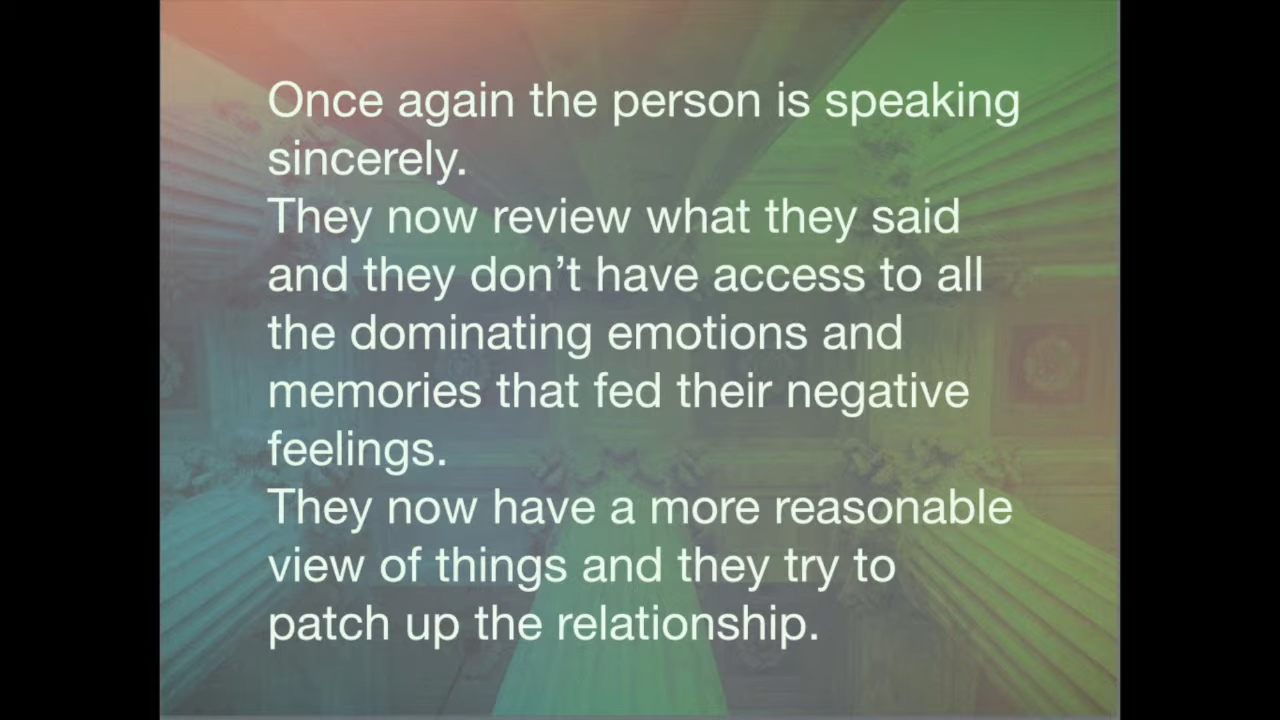 Once again the person is speaking
sincerely.
They now review what they said
and they don’t have access to all
the dominating emotions and
memories that fed their negative
feelings.
They now have a more reasonable
view of things and they try to
patch up the relationship.